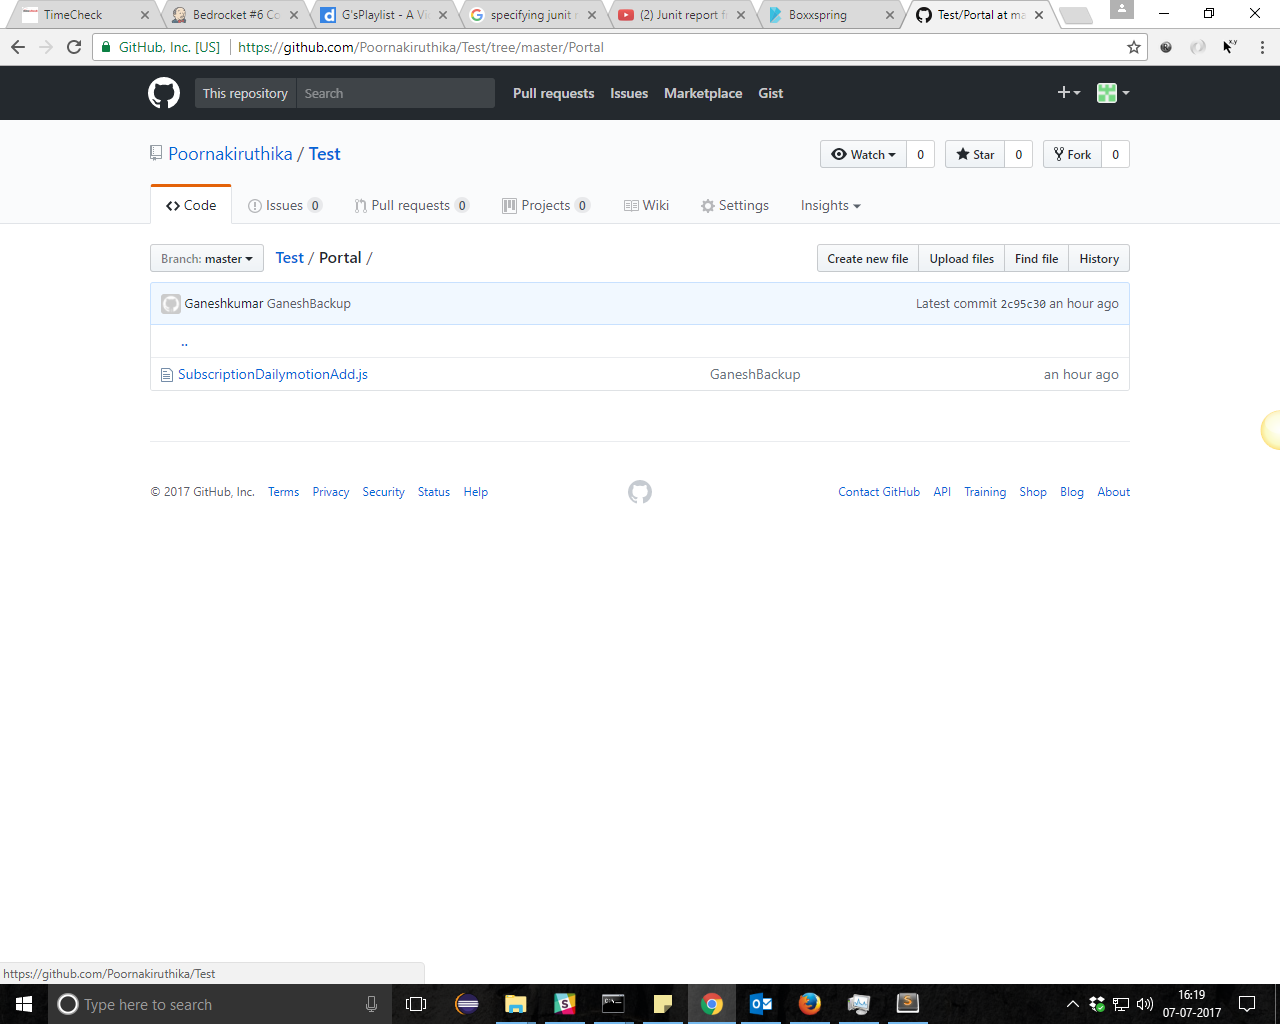 TimeCheck
Bedrocket #6 Co
G'sPlaylist - A Vi
specifying junit r
(2) Junit report f
Boxxspring
Test/Portal at ma
GitHub, Inc. [US] https://github.com/Poornakiruthika/Test/tree/master/Portal
This repository Search Pull requests Issues Marketplace Gist
Poornakiruthika / Test
Watch 0 Star 0 Fork 0
Code Issues 0 Pull requests 0 Projects 0 Wiki Settings Insights
Branch: master Test / Portal /
Create new file Upload files Find file History
Ganeshkumar GaneshBackup Latest commit 2c95c30 an hour ago
..
SubscriptionDailymotionAdd.js GaneshBackup an hour ago
© 2017 GitHub, Inc. Terms Privacy Security Status Help Contact GitHub API Training Shop Blog About
https://github.com/Poornakiruthika/Test
Type here to search
16:19
07-07-2017